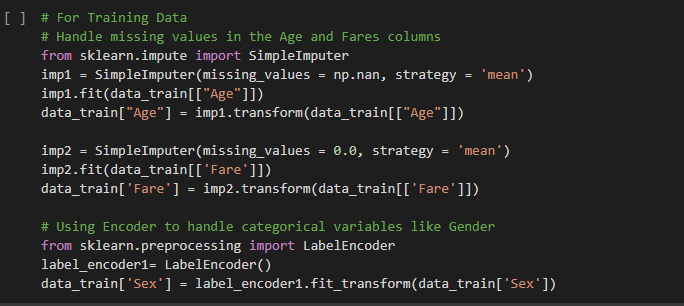 [ ] # For Training Data
# Handle missing values in the Age and Fares columns
from sklearn.impute import SimpleImputer
imp1 = SimpleImputer(missing_values = np.nan, strategy = 'mean')
imp1.fit(data_train[["Age"]])
data_train["Age"] = imp1.transform(data_train[["Age"]])
imp2 = SimpleImputer(missing_values = 0.0, strategy = 'mean')
imp2.fit(data_train[['Fare']])
data_train['Fare'] = imp2.transform(data_train[['Fare']])
# Using Encoder to handle categorical variables like Gender
from sklearn.preprocessing import LabelEncoder
label_encoder1= LabelEncoder()
data_train['Sex'] = label_encoder1.fit_transform(data_train['Sex'])